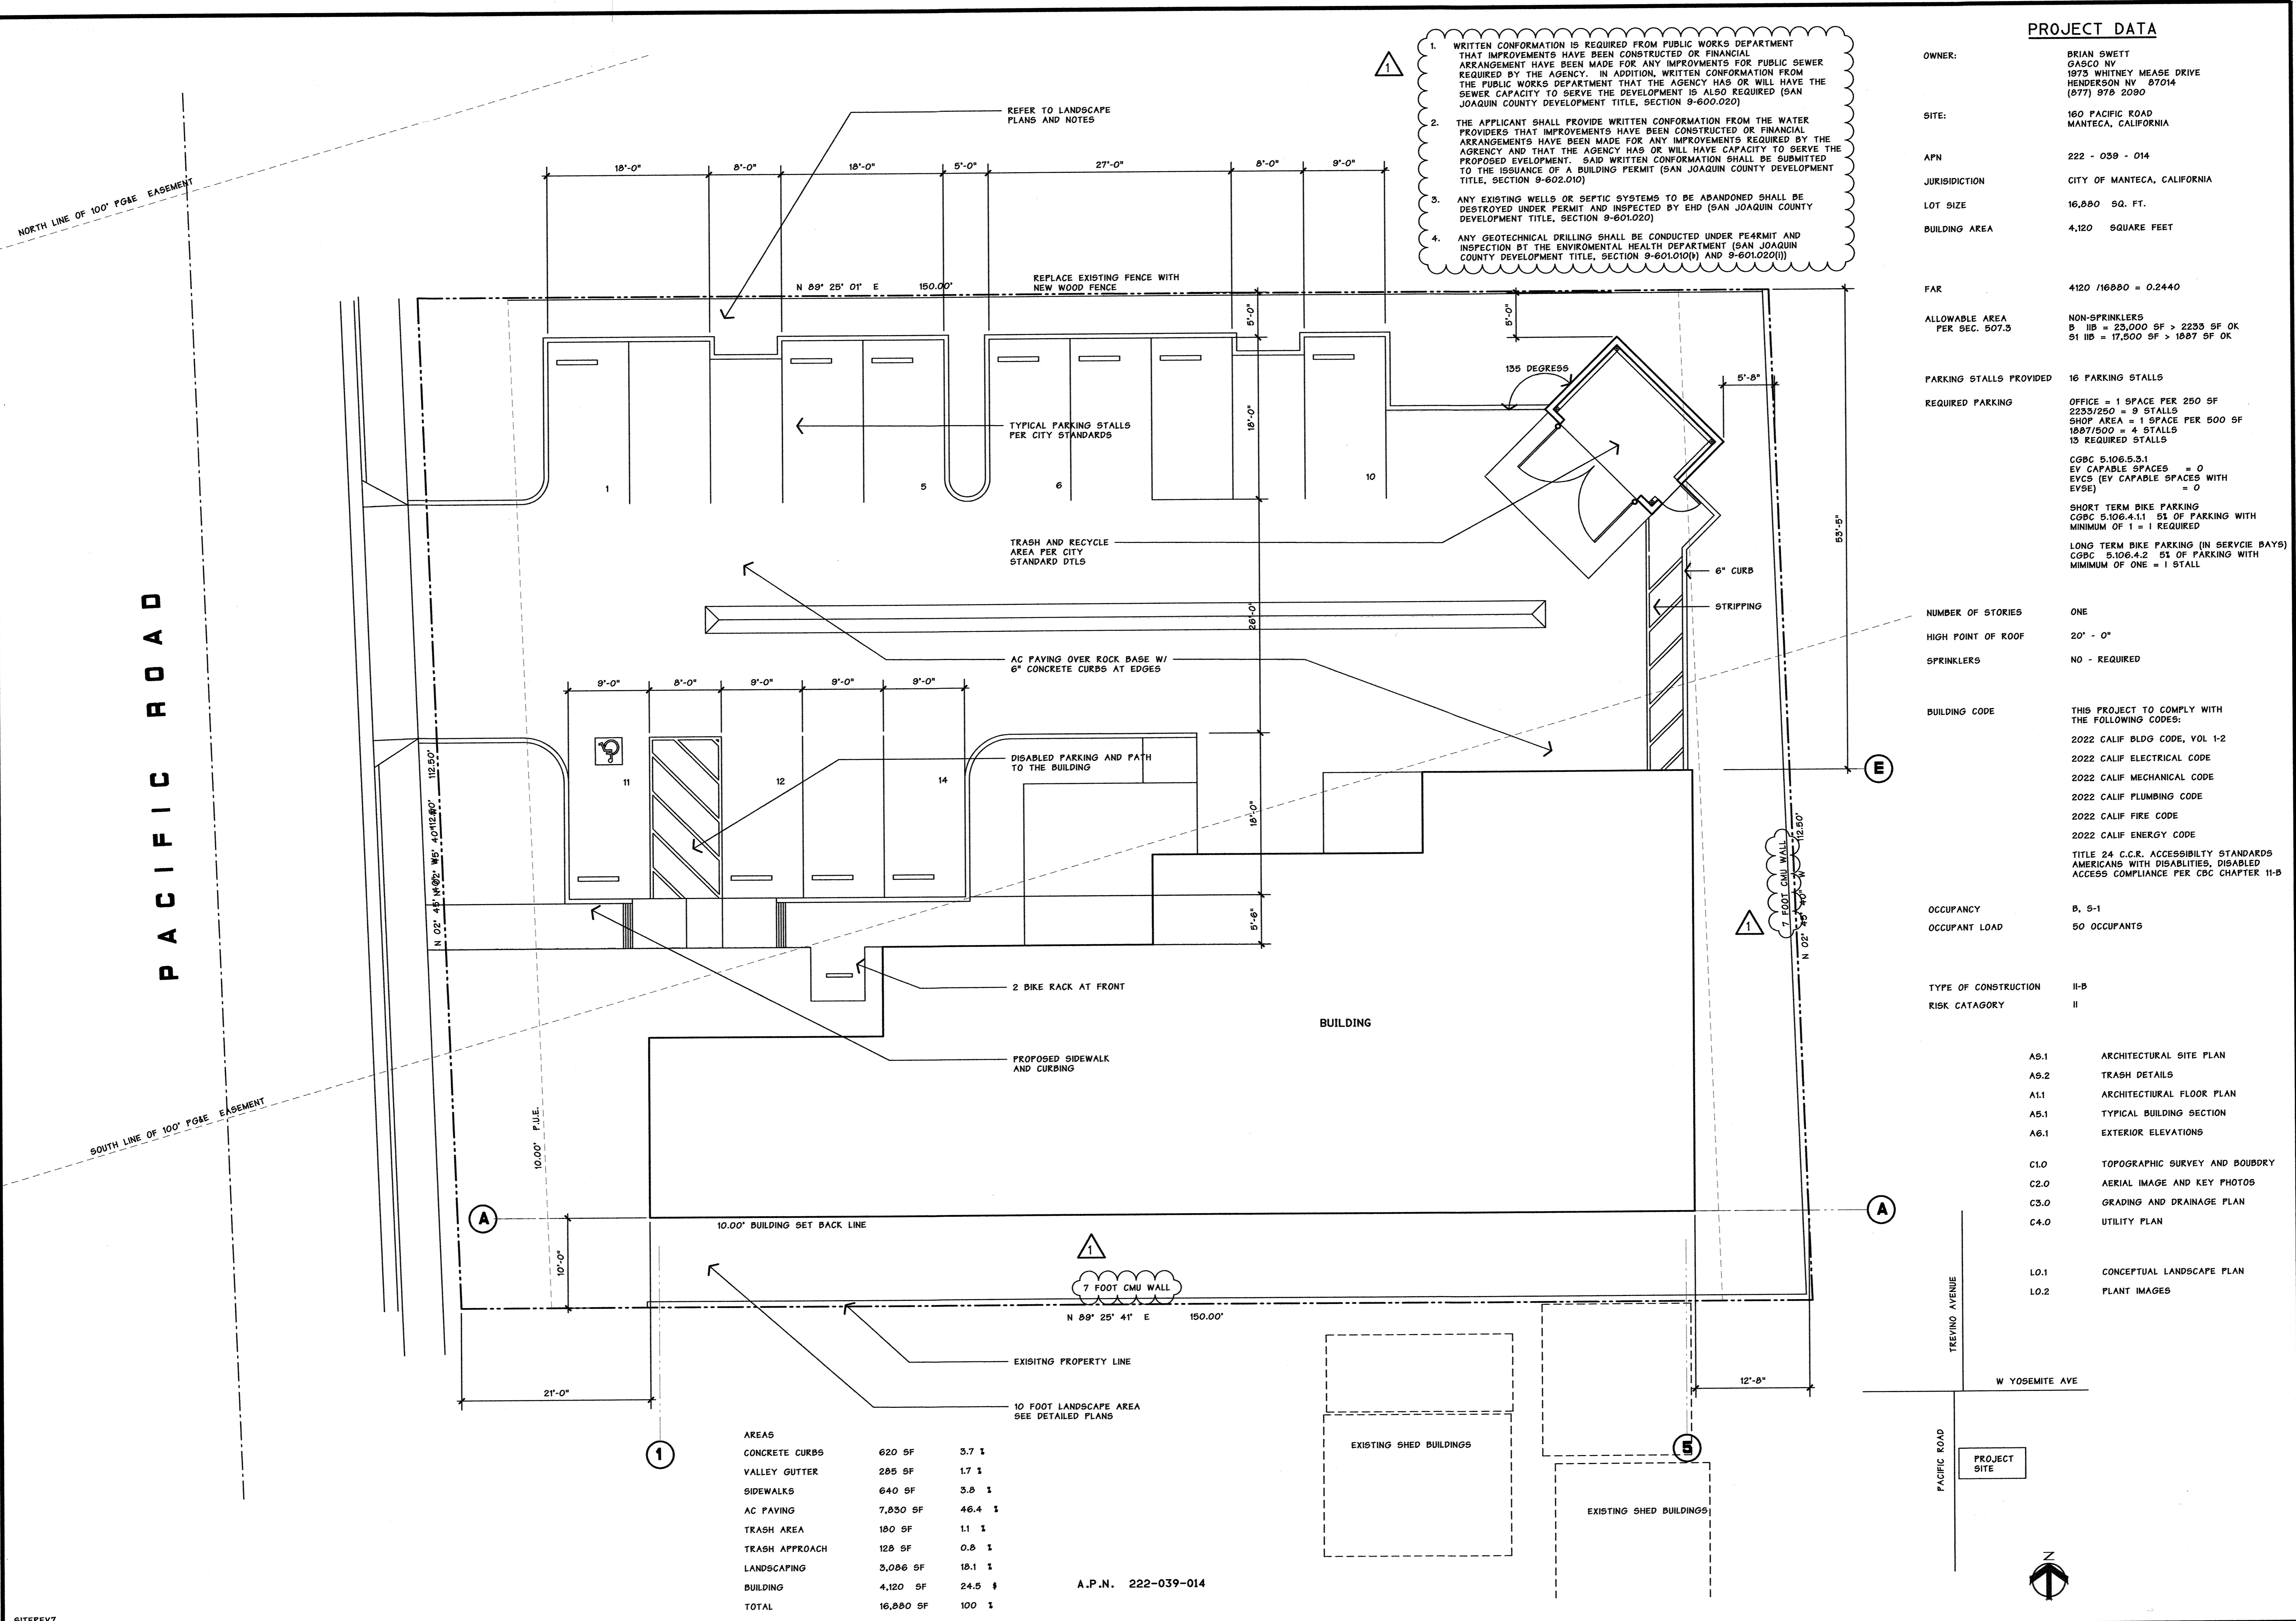 1. WRITTEN CONFORMATION IS REQUIRED FROM PUBLIC WORKS DEPARTMENT
THAT IMPROVEMENTS HAVE BEEN CONSTRUCTED OR FINANCIAL
ARRANGEMENT HAVE BEEN MADE FOR ANY IMPROVMENTS FOR PUBLIC SEWER
REQUIRED BY THE AGENCY. IN ADDITION, WRITTEN CONFORMATION FROM
THE PUBLIC WORKS DEPARTMENT THAT THE AGENCY HAS OR WILL HAVE THE
SEWER CAPACITY TO SERVE THE DEVELOPMENT IS ALSO REQUIRED (SAN
JOAQUIN COUNTY DEVELOPMENT TITLE, SECTION 9-600.020)
2. THE APPLICANT SHALL PROVIDE WRITTEN CONFORMATION FROM THE WATER
PROVIDERS THAT IMPROVEMENTS HAVE BEEN CONSTRUCTED OR FINANCIAL
ARRANGEMENTS HAVE BEEN MADE FOR ANY IMPROVEMENTS REQUIRED BY THE
AGRENCY AND THAT THE AGENCY HAS OR WILL HAVE CAPACITY TO SERVE THE
PROPOSED EVELOPMENT. SAID WRITTEN CONFORMATION SHALL BE SUBMITTED
TO THE ISSUANCE OF A BUILDING PERMIT (SAN JOAQUIN COUNTY DEVELOPMENT
TITLE, SECTION 9-602.010)
3. ANY EXISTING WELLS OR SEPTIC SYSTEMS TO BE ABANDONED SHALL BE
DESTROYED UNDER PERMIT AND INSPECTED BY EHD (SAN JOAQUIN COUNTY
DEVELOPMENT TITLE, SECTION 9-601.020)
4. ANY GEOTECHNICAL DRILLING SHALL BE CONDUCTED UNDER PE4RMIT AND
INSPECTION BT THE ENVIROMENTAL HEALTH DEPARTMENT (SAN JOAQUIN
COUNTY DEVELOPMENT TITLE, SECTION 9-601.010(b) AND 9-601.020(i))
1
PROJECT DATA
OWNER: BRIAN SWETT
GASCO NV
1973 WHITNEY MEASE DRIVE
HENDERSON NV 87014
(877) 978 2090
SITE: 160 PACIFIC ROAD
MANTECA, CALIFORNIA
APN 222 - 039 - 014
JURISIDICTION CITY OF MANTECA, CALIFORNIA
LOT SIZE 16,880 SQ. FT.
BUILDING AREA 4,120 SQUARE FEET
FAR 4120 /16880 = 0.2440
ALLOWABLE AREA NON-SPRINKLERS
PER SEC. 507.3 B IIB = 23,000 SF > 2233 SF OK
S1 IIB = 17,500 SF > 1887 SF OK
PARKING STALLS PROVIDED 16 PARKING STALLS
REQUIRED PARKING OFFICE = 1 SPACE PER 250 SF
2233/250 = 9 STALLS
SHOP AREA = 1 SPACE PER 500 SF
1887/500 = 4 STALLS
13 REQUIRED STALLS
CGBC 5.106.5.3.1
EV CAPABLE SPACES = 0
EVCS (EV CAPABLE SPACES WITH
EVSE) = 0
SHORT TERM BIKE PARKING
CGBC 5.106.4.1.1 5% OF PARKING WITH
MINIMUM OF 1 = 1 REQUIRED
LONG TERM BIKE PARKING (IN SERVCIE BAYS)
CGBC 5.106.4.2 5% OF PARKING WITH
MIMIMUM OF ONE = 1 STALL
NUMBER OF STORIES ONE
HIGH POINT OF ROOF 20' - 0"
SPRINKLERS NO - REQUIRED
BUILDING CODE THIS PROJECT TO COMPLY WITH
THE FOLLOWING CODES:
2022 CALIF BLDG CODE, VOL 1-2
2022 CALIF ELECTRICAL CODE
2022 CALIF MECHANICAL CODE
2022 CALIF PLUMBING CODE
2022 CALIF FIRE CODE
2022 CALIF ENERGY CODE
TITLE 24 C.C.R. ACCESSIBILTY STANDARDS
AMERICANS WITH DISABLITIES, DISABLED
ACCESS COMPLIANCE PER CBC CHAPTER 11-B
OCCUPANCY B, S-1
OCCUPANT LOAD 50 OCCUPANTS
TYPE OF CONSTRUCTION II-B
RISK CATAGORY II
AS.1 ARCHITECTURAL SITE PLAN
AS.2 TRASH DETAILS
A1.1 ARCHITECTIURAL FLOOR PLAN
A5.1 TYPICAL BUILDING SECTION
A6.1 EXTERIOR ELEVATIONS
C1.0 TOPOGRAPHIC SURVEY AND BOUBDRY
C2.0 AERIAL IMAGE AND KEY PHOTOS
C3.0 GRADING AND DRAINAGE PLAN
C4.0 UTILITY PLAN
L0.1 CONCEPTUAL LANDSCAPE PLAN
L0.2 PLANT IMAGES
TREVINO AVENUE
W YOSEMITE AVE
PACIFIC ROAD
PROJECT
SITE
N
NORTH LINE OF 100' PG&E EASEMENT
REFER TO LANDSCAPE
PLANS AND NOTES
18'-0" 8'-0" 18'-0" 5'-0" 27'-0" 8'-0" 9'-0"
N 89° 25' 01" E 150.00'
REPLACE EXISTING FENCE WITH
NEW WOOD FENCE
5'-0"
5'-0"
135 DEGRESS
5'-8"
TYPICAL PARKING STALLS
PER CITY STANDARDS
18'-0"
1 5 6 10
TRASH AND RECYCLE
AREA PER CITY
STANDARD DTLS
53'-5"
6" CURB
STRIPPING
26'-0"
AC PAVING OVER ROCK BASE W/
6" CONCRETE CURBS AT EDGES
9'-0" 8'-0" 9'-0" 9'-0" 9'-0"
PACIFIC ROAD
DISABLED PARKING AND PATH
TO THE BUILDING
11 12 14
E
18'-0"
112.50'
N 02° 45' 40" W
112.50'
7 FOOT CMU WALL
N 02° 45' 40" W
1
5'-6"
2 BIKE RACK AT FRONT
BUILDING
PROPOSED SIDEWALK
AND CURBING
SOUTH LINE OF 100' PG&E EASEMENT
10.00' P.U.E.
A
A
10.00' BUILDING SET BACK LINE
10'-0"
1
7 FOOT CMU WALL
N 89° 25' 41" E 150.00'
EXISITNG PROPERTY LINE
21'-0"
12'-8"
10 FOOT LANDSCAPE AREA
SEE DETAILED PLANS
1
5
EXISTING SHED BUILDINGS
EXISTING SHED BUILDINGS
AREAS
CONCRETE CURBS 620 SF 3.7 %
VALLEY GUTTER 285 SF 1.7 %
SIDEWALKS 640 SF 3.8 %
AC PAVING 7,830 SF 46.4 %
TRASH AREA 180 SF 1.1 %
TRASH APPROACH 128 SF 0.8 %
LANDSCAPING 3,086 SF 18.1 %
BUILDING 4,120 SF 24.5 $
TOTAL 16,880 SF 100 %
A.P.N. 222-039-014